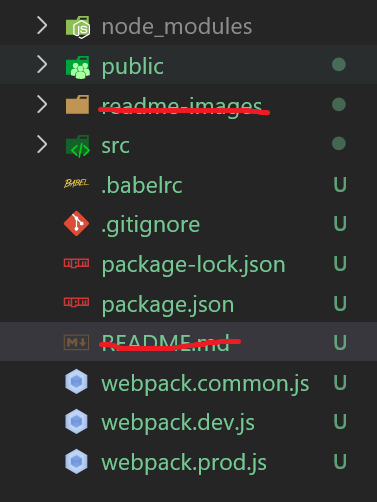 node_modules
public
readme-images
src
BABEL .babelrc U
.gitignore U
package-lock.json U
package.json U
README.md U
webpack.common.js U
webpack.dev.js U
webpack.prod.js U